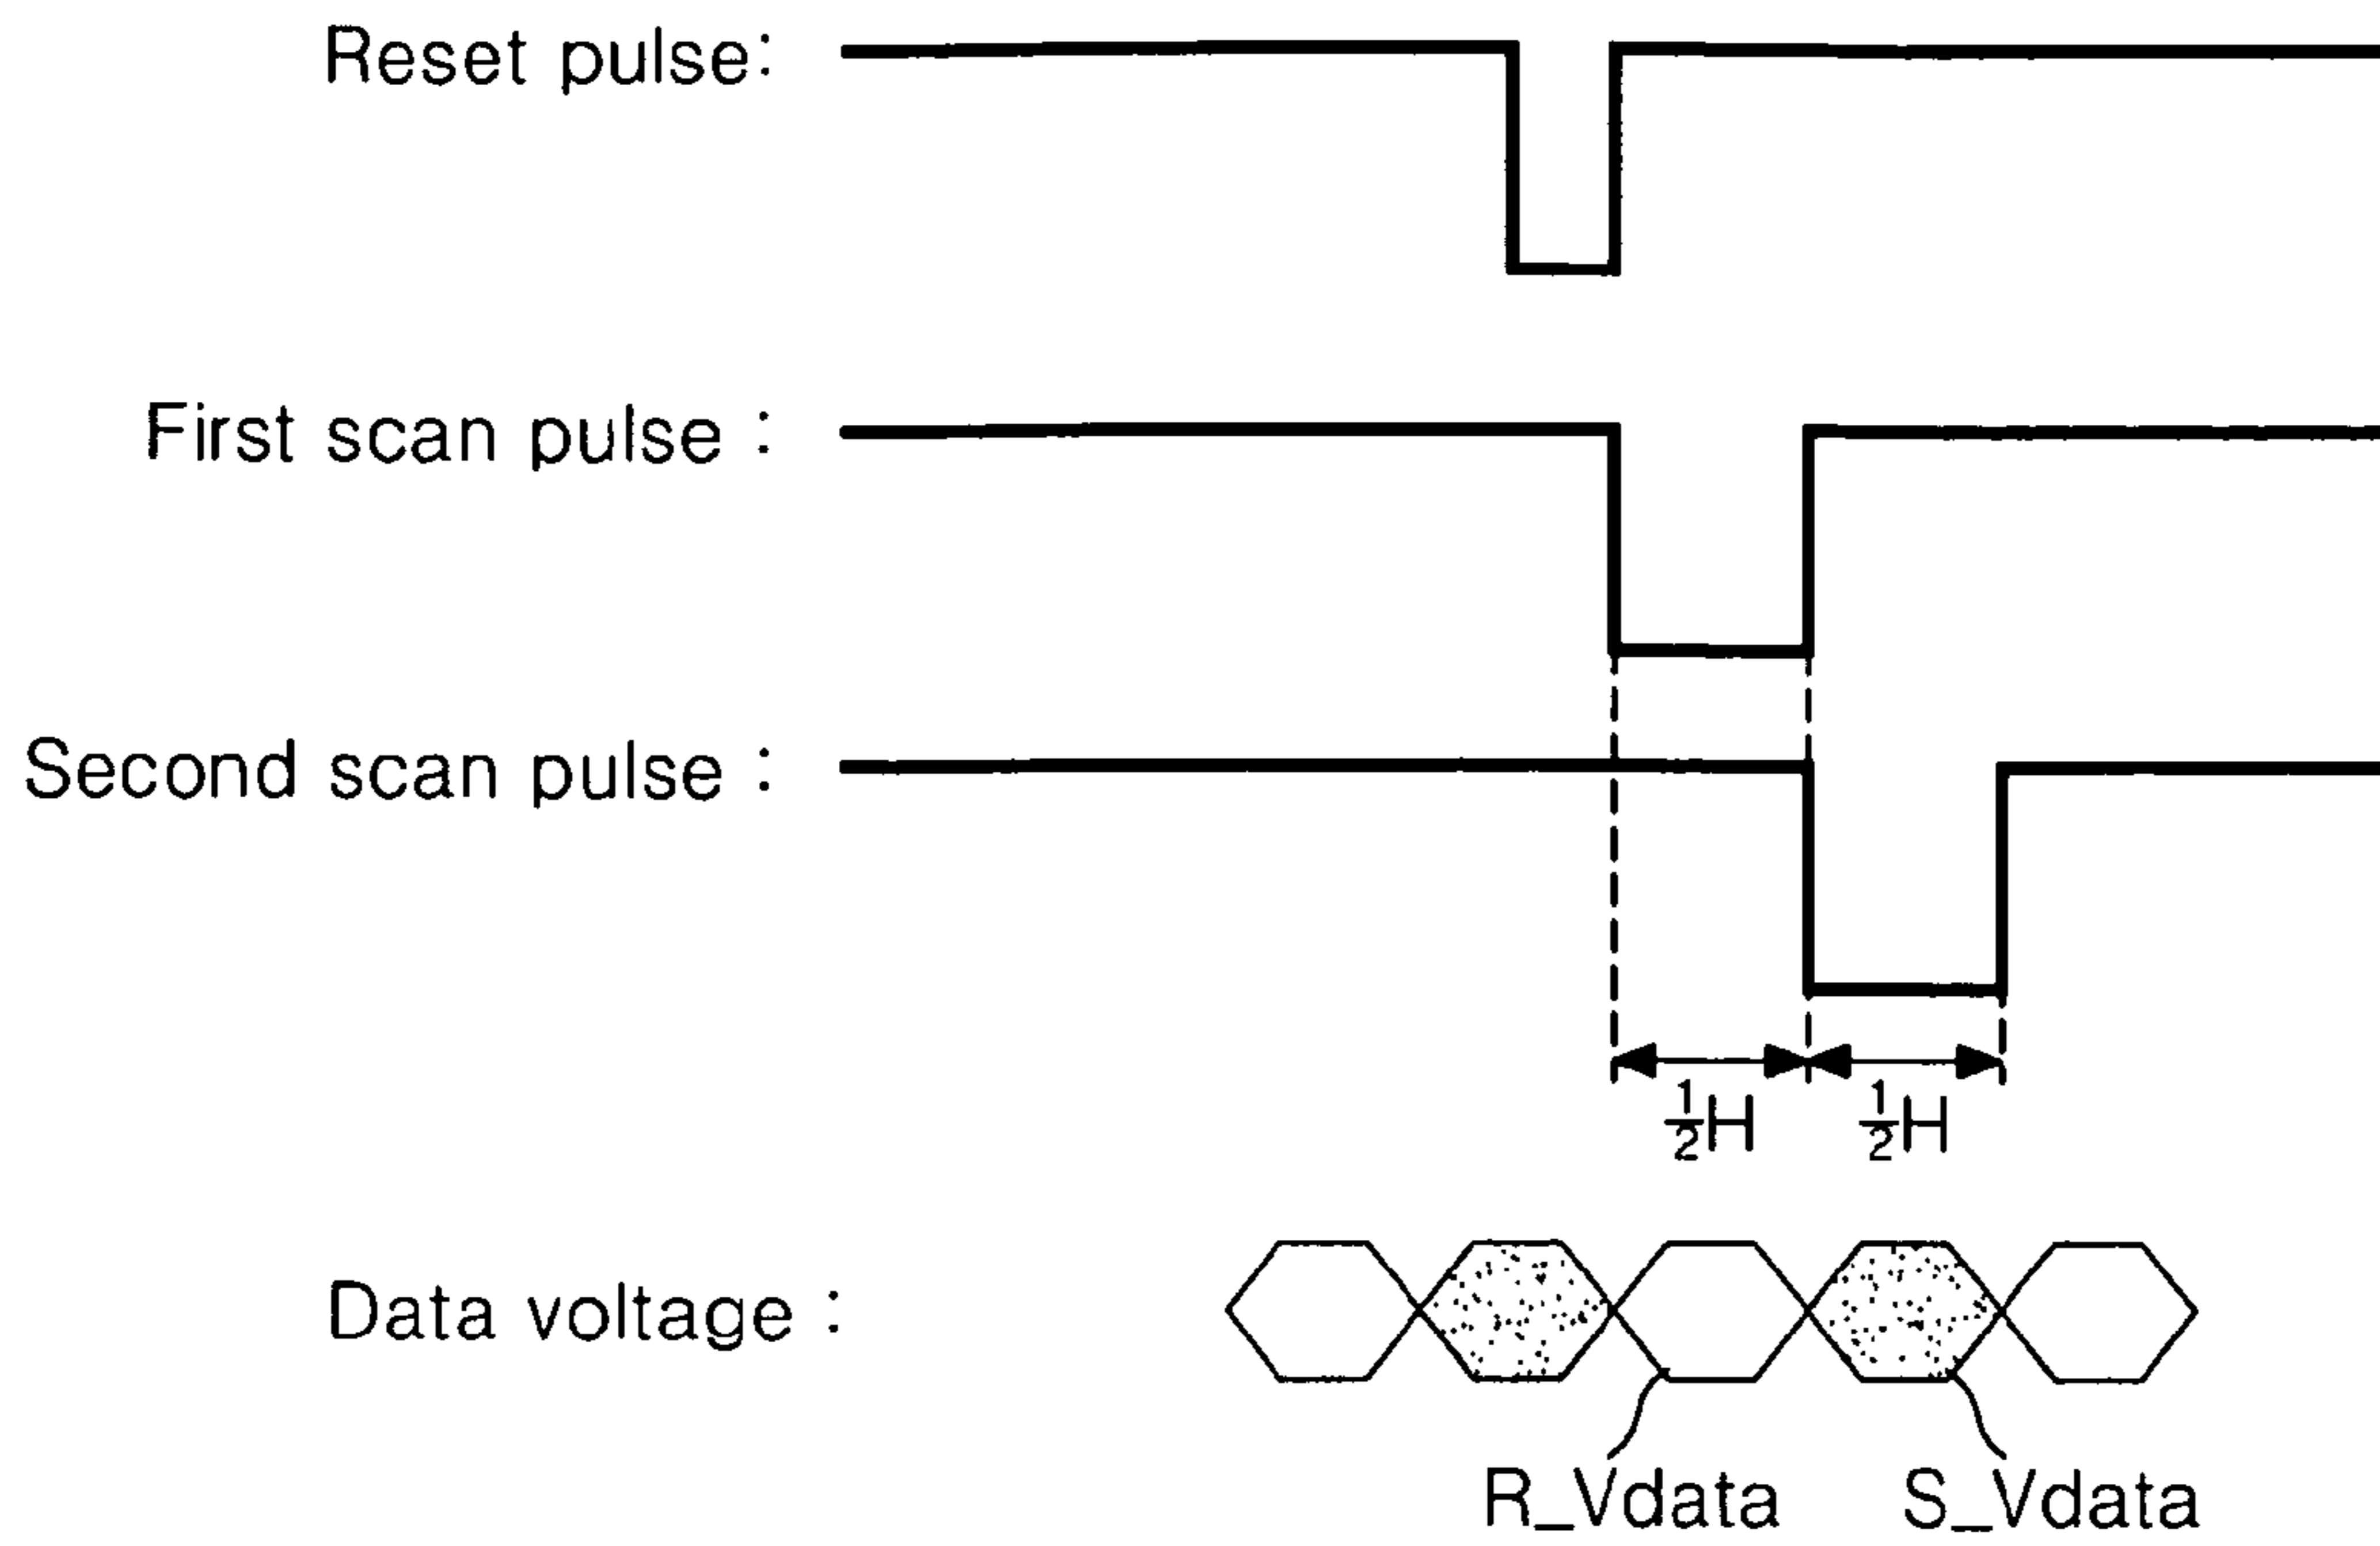 Reset pulse:
First scan pulse :
Second scan pulse :
1/2H 1/2H
Data voltage :
R_Vdata S_Vdata